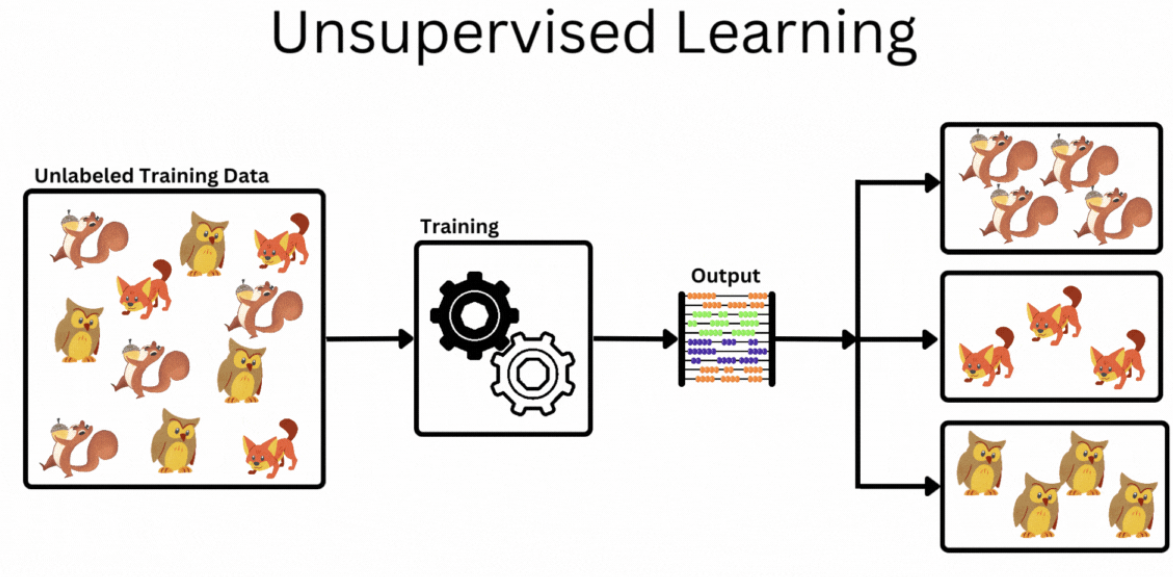 Unsupervised Learning
Unlabeled Training Data
Training
Output